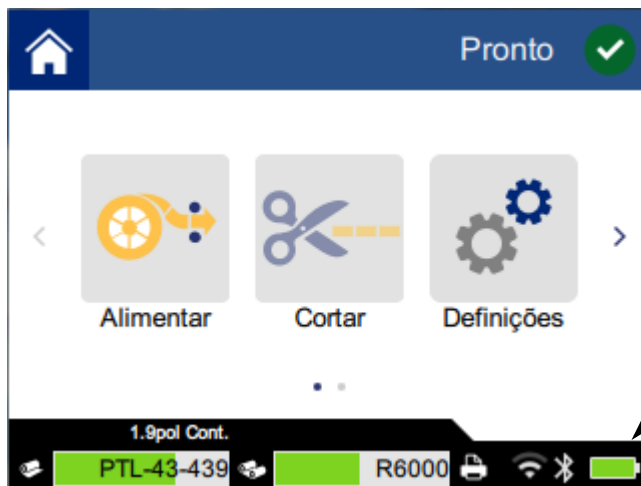 Pronto
Alimentar
Cortar
Definições
1.9pol Cont.
PTL-43-439
R6000